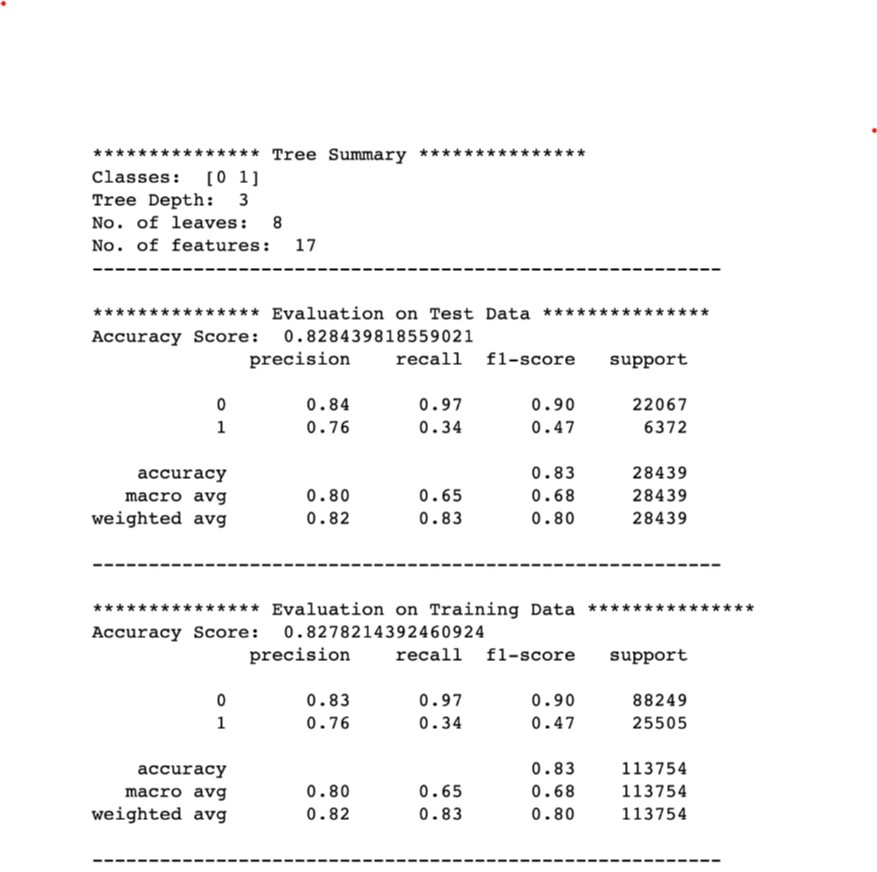 *************** Tree Summary ***************
Classes:  [0 1]
Tree Depth:  3
No. of leaves:  8
No. of features:  17
--------------------------------------------------------
*************** Evaluation on Test Data ***************
Accuracy Score:  0.828439818559021
              precision    recall  f1-score   support
           0       0.84      0.97      0.90     22067
           1       0.76      0.34      0.47      6372
    accuracy                           0.83     28439
   macro avg       0.80      0.65      0.68     28439
weighted avg       0.82      0.83      0.80     28439
--------------------------------------------------------
*************** Evaluation on Training Data ***************
Accuracy Score:  0.8278214392460924
              precision    recall  f1-score   support
           0       0.83      0.97      0.90     88249
           1       0.76      0.34      0.47     25505
    accuracy                           0.83    113754
   macro avg       0.80      0.65      0.68    113754
weighted avg       0.82      0.83      0.80    113754
--------------------------------------------------------